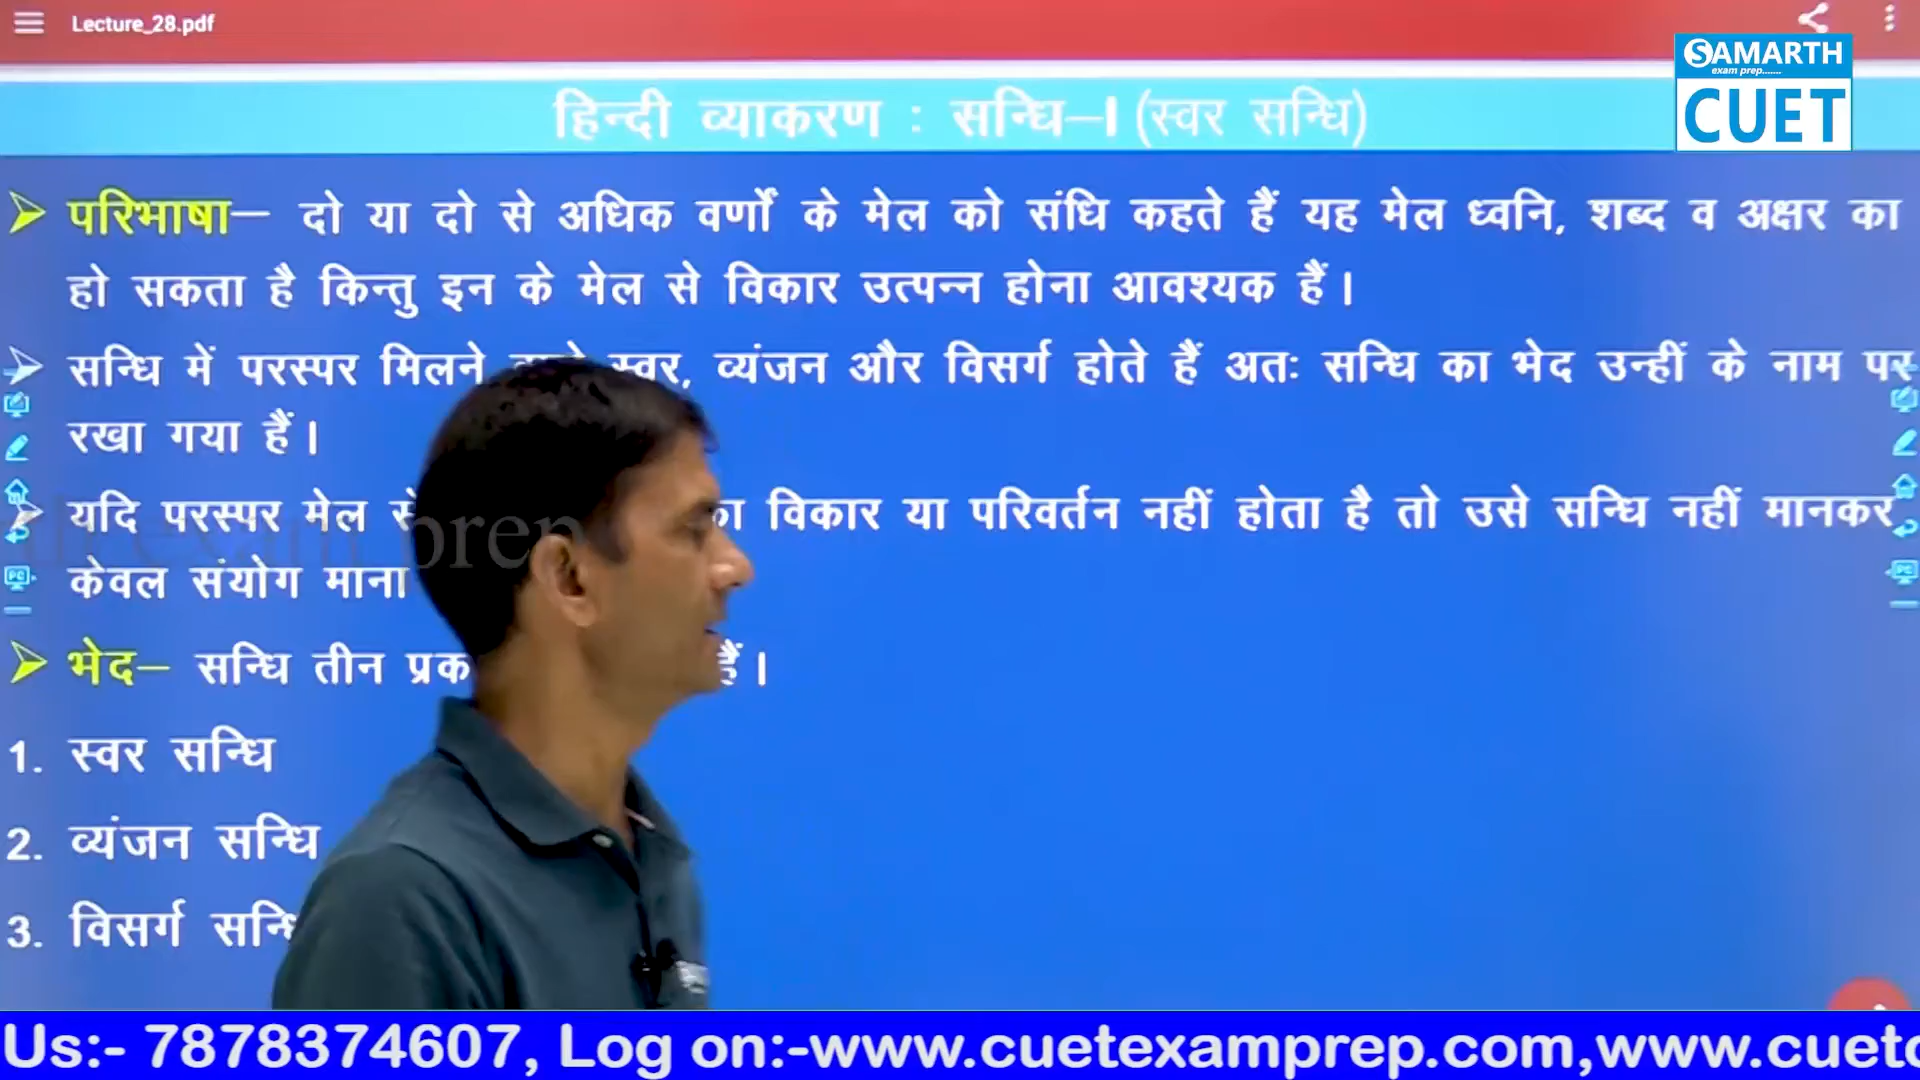 Lecture_28.pdf
SAMARTH
exam prep.......
CUET
हिन्दी व्याकरण : सन्धि–I (स्वर सन्धि)
परिभाषा– दो या दो से अधिक वर्णों के मेल को संधि कहते हैं यह मेल ध्वनि, शब्द व अक्षर का
हो सकता है किन्तु इन के मेल से विकार उत्पन्न होना आवश्यक हैं।
सन्धि में परस्पर मिलने स्वर, व्यंजन और विसर्ग होते हैं अतः सन्धि का भेद उन्हीं के नाम पर
रखा गया हैं।
यदि परस्पर मेल से का विकार या परिवर्तन नहीं होता है तो उसे सन्धि नहीं मानकर
exam prep
केवल संयोग माना
भेद– सन्धि तीन हैं।
1. स्वर सन्धि
2. व्यंजन सन्धि
3. विसर्ग सन्धि
Us:- 7878374607, Log on:-www.cuetexamprep.com,